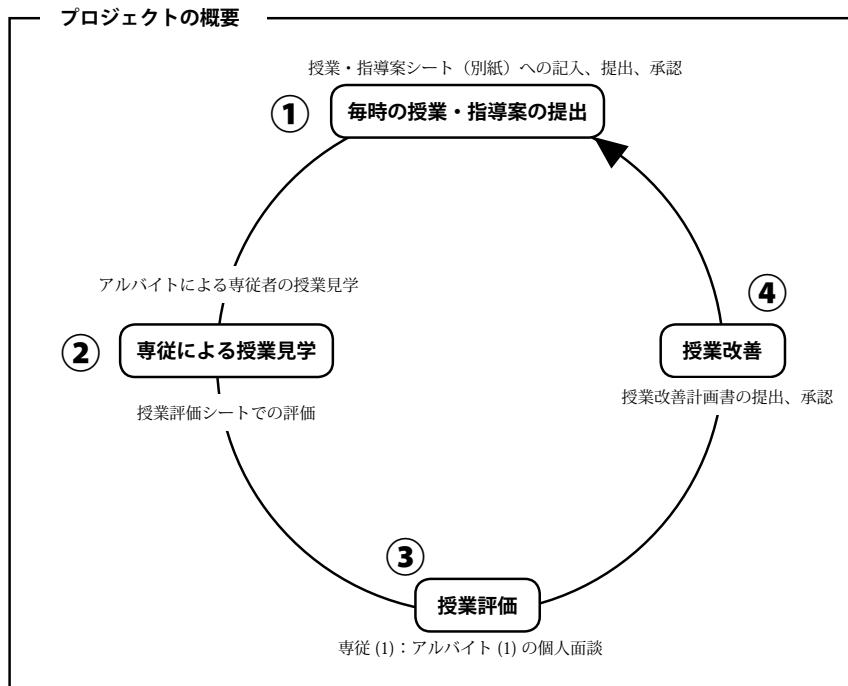 プロジェクトの概要
授業・指導案シート（別紙）への記入、提出、承認
① 毎時の授業・指導案の提出
アルバイトによる専従者の授業見学
② 専従による授業見学
授業評価シートでの評価
③
授業評価
専従 (1)：アルバイト (1) の個人面談
④
授業改善
授業改善計画書の提出、承認